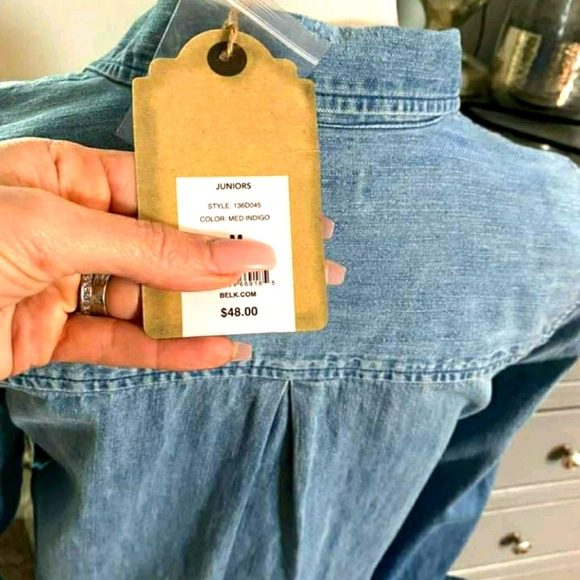 JUNIORS
STYLE: 136D045
COLOR: MED INDIGO
BELK.COM
$48.00